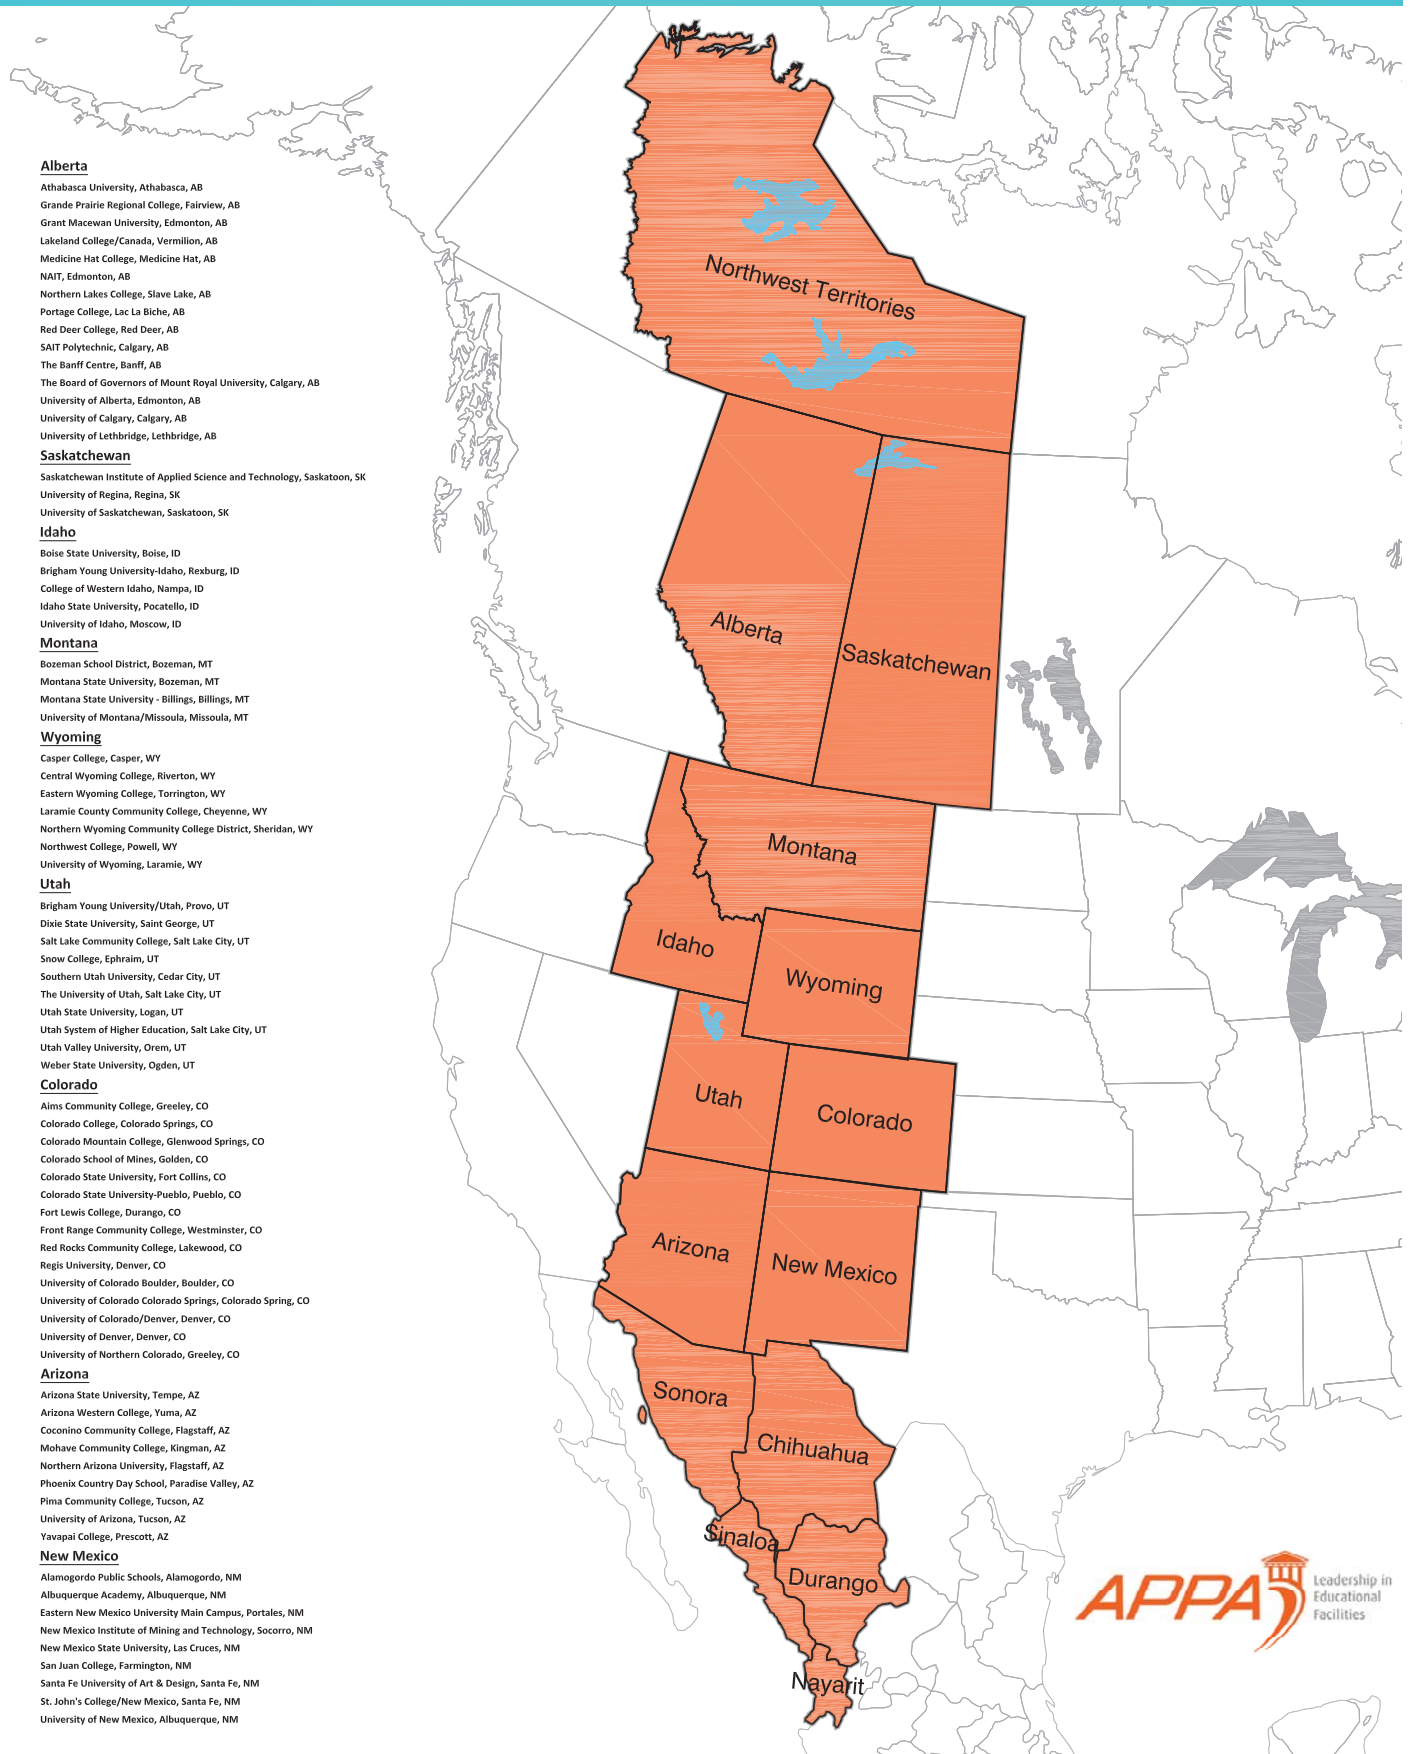 Alberta
Athabasca University, Athabasca, AB
Grande Prairie Regional College, Fairview, AB
Grant Macewan University, Edmonton, AB
Lakeland College/Canada, Vermilion, AB
Medicine Hat College, Medicine Hat, AB
NAIT, Edmonton, AB
Northern Lakes College, Slave Lake, AB
Portage College, Lac La Biche, AB
Red Deer College, Red Deer, AB
SAIT Polytechnic, Calgary, AB
The Banff Centre, Banff, AB
The Board of Governors of Mount Royal University, Calgary, AB
University of Alberta, Edmonton, AB
University of Calgary, Calgary, AB
University of Lethbridge, Lethbridge, AB
Saskatchewan
Saskatchewan Institute of Applied Science and Technology, Saskatoon, SK
University of Regina, Regina, SK
University of Saskatchewan, Saskatoon, SK
Idaho
Boise State University, Boise, ID
Brigham Young University-Idaho, Rexburg, ID
College of Western Idaho, Nampa, ID
Idaho State University, Pocatello, ID
University of Idaho, Moscow, ID
Montana
Bozeman School District, Bozeman, MT
Montana State University, Bozeman, MT
Montana State University - Billings, Billings, MT
University of Montana/Missoula, Missoula, MT
Wyoming
Casper College, Casper, WY
Central Wyoming College, Riverton, WY
Eastern Wyoming College, Torrington, WY
Laramie County Community College, Cheyenne, WY
Northern Wyoming Community College District, Sheridan, WY
Northwest College, Powell, WY
University of Wyoming, Laramie, WY
Utah
Brigham Young University/Utah, Provo, UT
Dixie State University, Saint George, UT
Salt Lake Community College, Salt Lake City, UT
Snow College, Ephraim, UT
Southern Utah University, Cedar City, UT
The University of Utah, Salt Lake City, UT
Utah State University, Logan, UT
Utah System of Higher Education, Salt Lake City, UT
Utah Valley University, Orem, UT
Weber State University, Ogden, UT
Colorado
Aims Community College, Greeley, CO
Colorado College, Colorado Springs, CO
Colorado Mountain College, Glenwood Springs, CO
Colorado School of Mines, Golden, CO
Colorado State University, Fort Collins, CO
Colorado State University-Pueblo, Pueblo, CO
Fort Lewis College, Durango, CO
Front Range Community College, Westminster, CO
Red Rocks Community College, Lakewood, CO
Regis University, Denver, CO
University of Colorado Boulder, Boulder, CO
University of Colorado Colorado Springs, Colorado Spring, CO
University of Colorado/Denver, Denver, CO
University of Denver, Denver, CO
University of Northern Colorado, Greeley, CO
Arizona
Arizona State University, Tempe, AZ
Arizona Western College, Yuma, AZ
Coconino Community College, Flagstaff, AZ
Mohave Community College, Kingman, AZ
Northern Arizona University, Flagstaff, AZ
Phoenix Country Day School, Paradise Valley, AZ
Pima Community College, Tucson, AZ
University of Arizona, Tucson, AZ
Yavapai College, Prescott, AZ
New Mexico
Alamogordo Public Schools, Alamogordo, NM
Albuquerque Academy, Albuquerque, NM
Eastern New Mexico University Main Campus, Portales, NM
New Mexico Institute of Mining and Technology, Socorro, NM
New Mexico State University, Las Cruces, NM
San Juan College, Farmington, NM
Santa Fe University of Art & Design, Santa Fe, NM
St. John's College/New Mexico, Santa Fe, NM
University of New Mexico, Albuquerque, NM
Northwest Territories
Alberta
Saskatchewan
Montana
Idaho
Wyoming
Utah
Colorado
Arizona
New Mexico
Sonora
Chihuahua
Sinaloa
Durango
Nayarit
APPA
Leadership in
Educational
Facilities